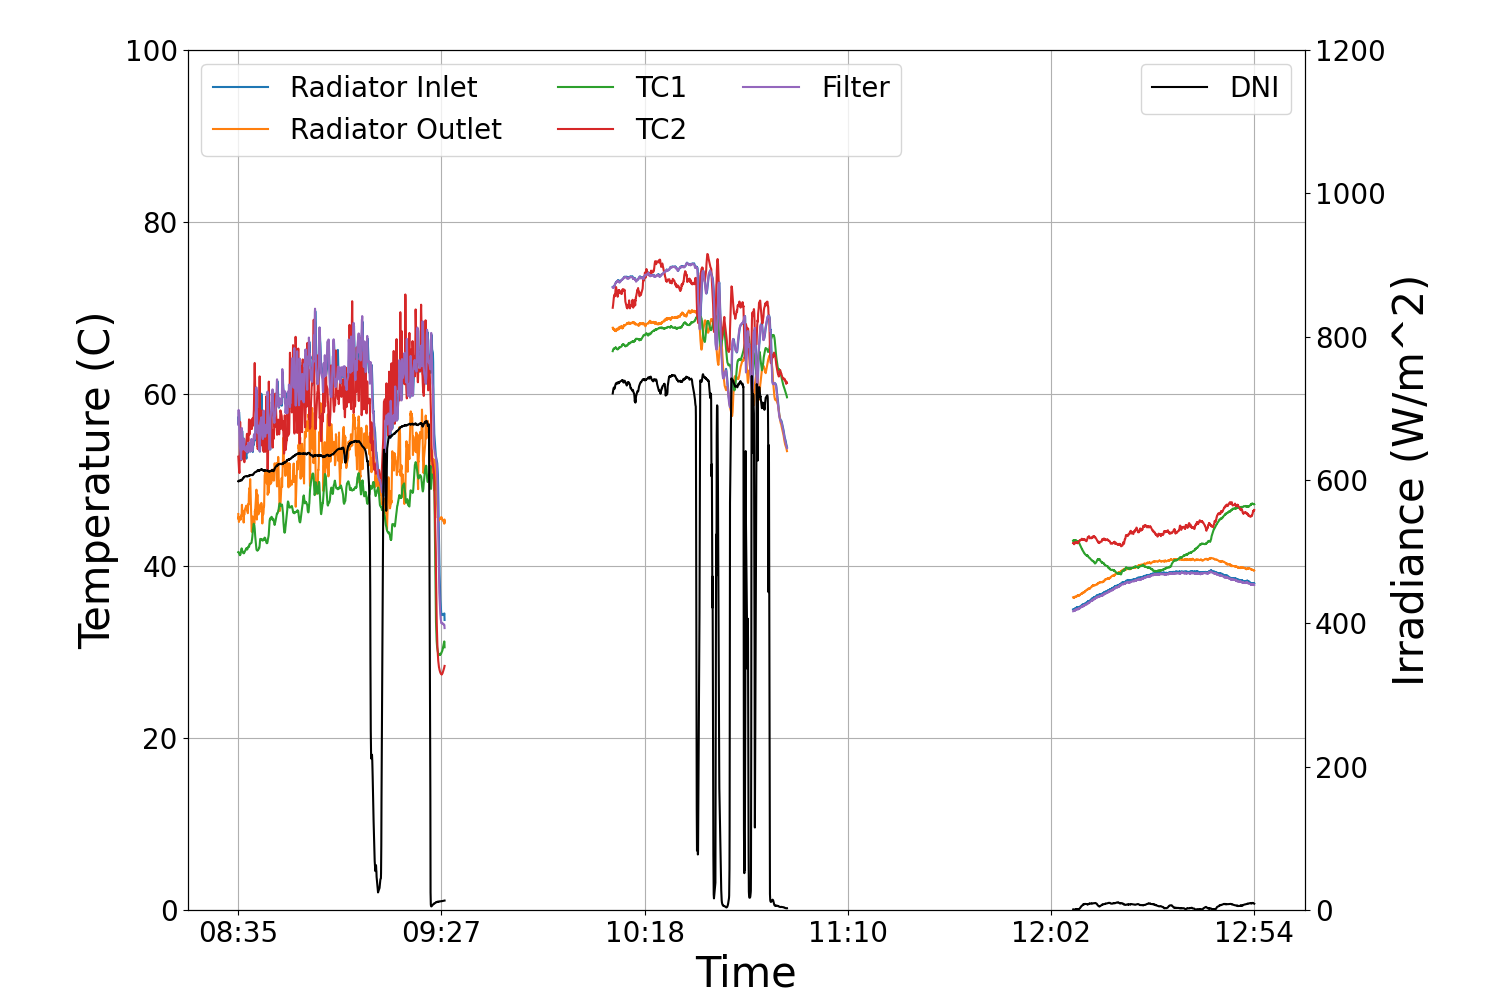 Radiator Inlet
Radiator Outlet
TC1
TC2
Filter
DNI
100
80
60
40
20
0
Temperature (C)
1200
1000
800
600
400
200
0
Irradiance (W/m^2)
08:35 09:27 10:18 11:10 12:02 12:54
Time